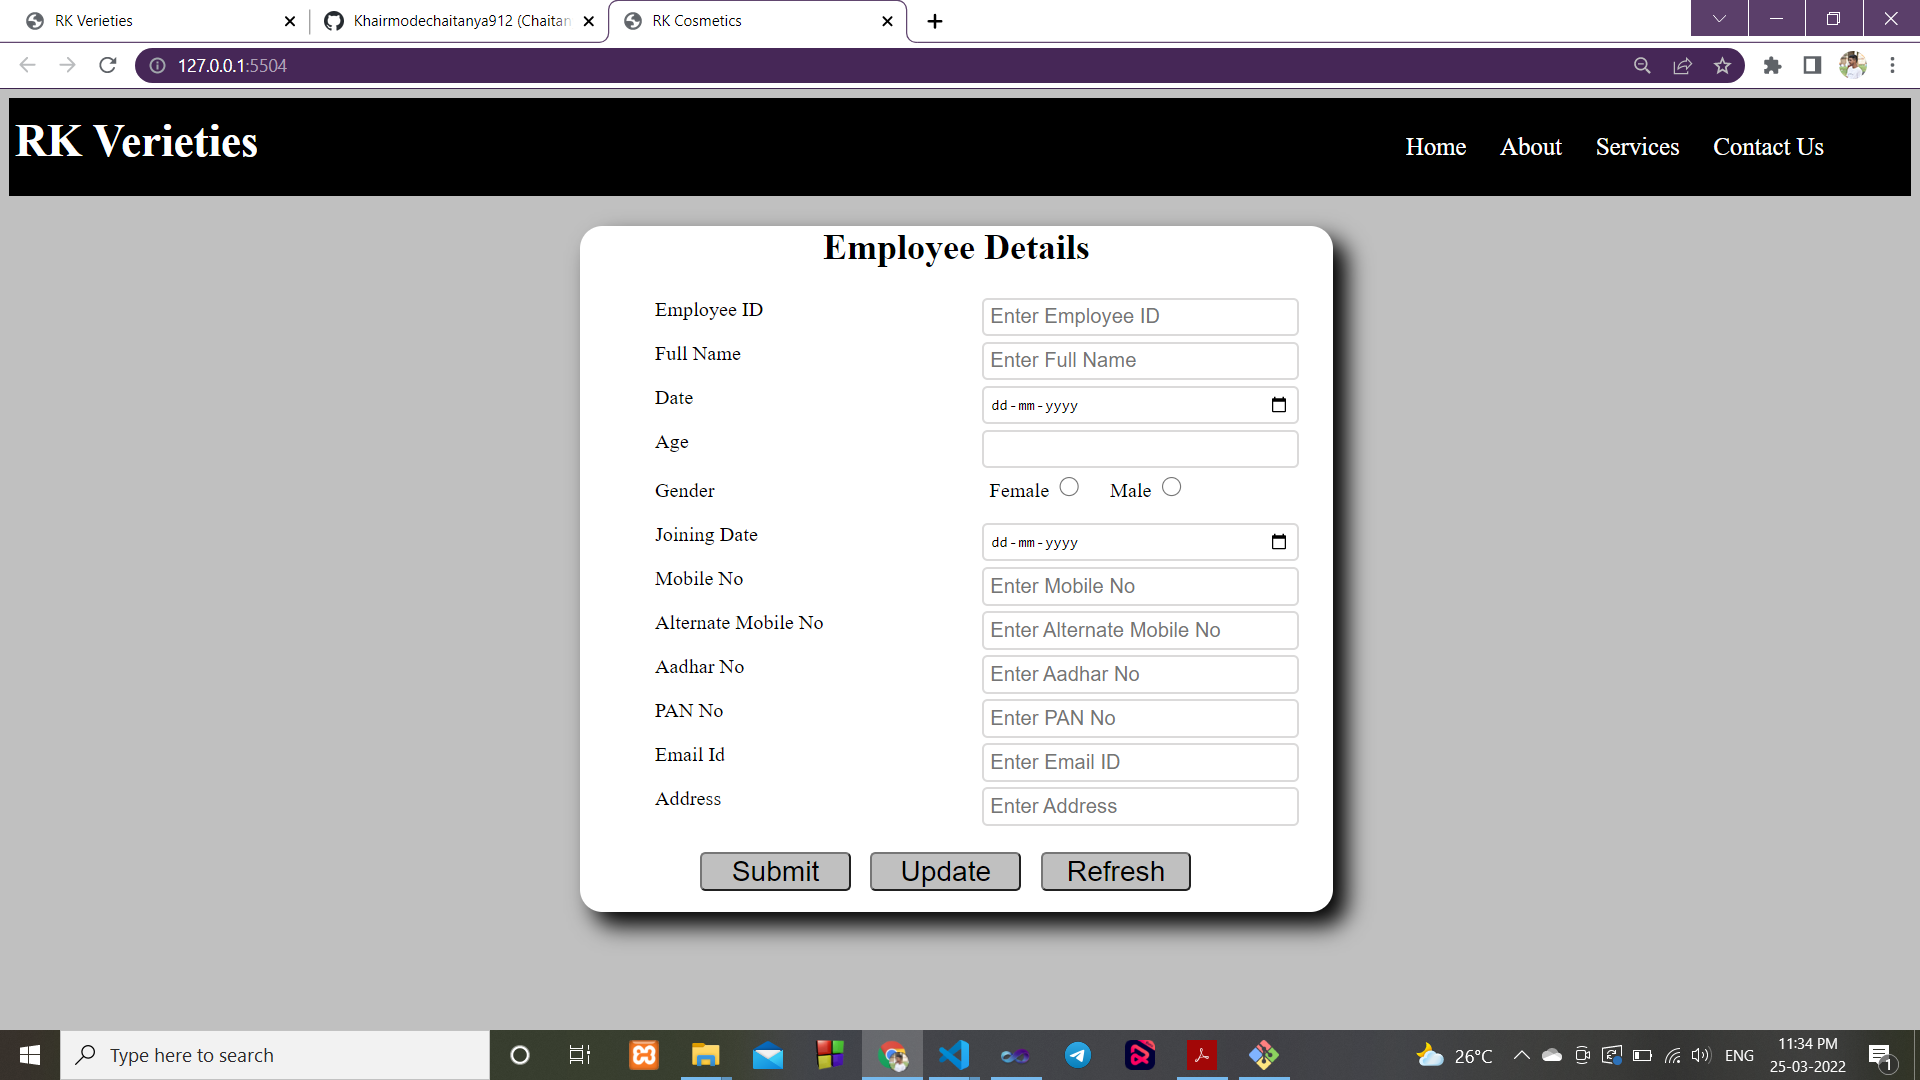 RK Verieties
Khairmodechaitanya912 (Chaitan
RK Cosmetics
127.0.0.1:5504
RK Verieties
Home About Services Contact Us
Employee Details
Employee ID Enter Employee ID
Full Name Enter Full Name
Date dd-mm-yyyy
Age
Gender Female Male
Joining Date dd-mm-yyyy
Mobile No Enter Mobile No
Alternate Mobile No Enter Alternate Mobile No
Aadhar No Enter Aadhar No
PAN No Enter PAN No
Email Id Enter Email ID
Address Enter Address
Submit Update Refresh
Type here to search
26°C
ENG
11:34 PM
25-03-2022
1